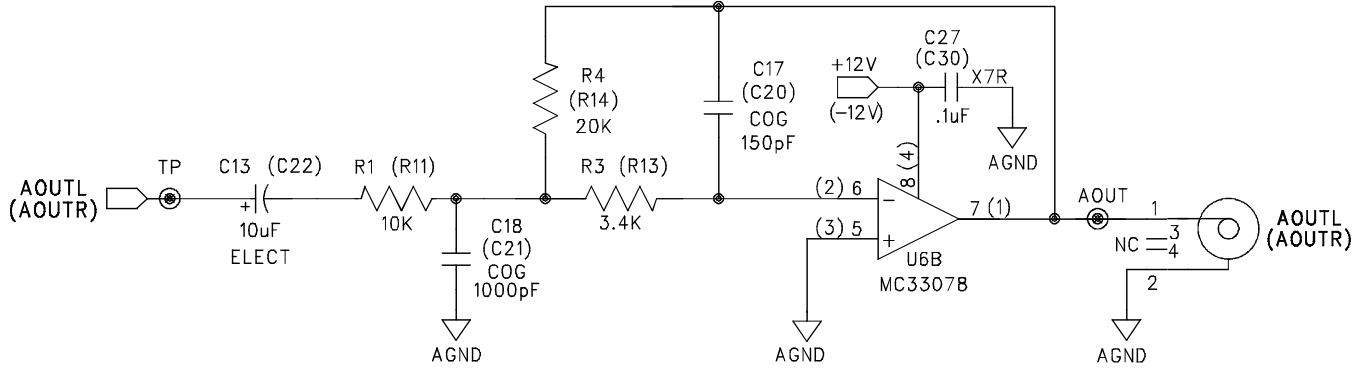 C27
(C30)
+12V
X7R
(-12V)
.1uF
AGND
R4
(R14)
20K
C17
(C20)
COG
150pF
8 (4)
TP
C13 (C22)
R1 (R11)
R3 (R13)
AOUTL
(AOUTR)
+
10uF
ELECT
10K
3.4K
C18
(C21)
COG
1000pF
AGND
(2) 6
−
(3) 5
+
7 (1)
U6B
MC33078
AGND
AOUT
1
3
NC
4
2
AOUTL
(AOUTR)
AGND